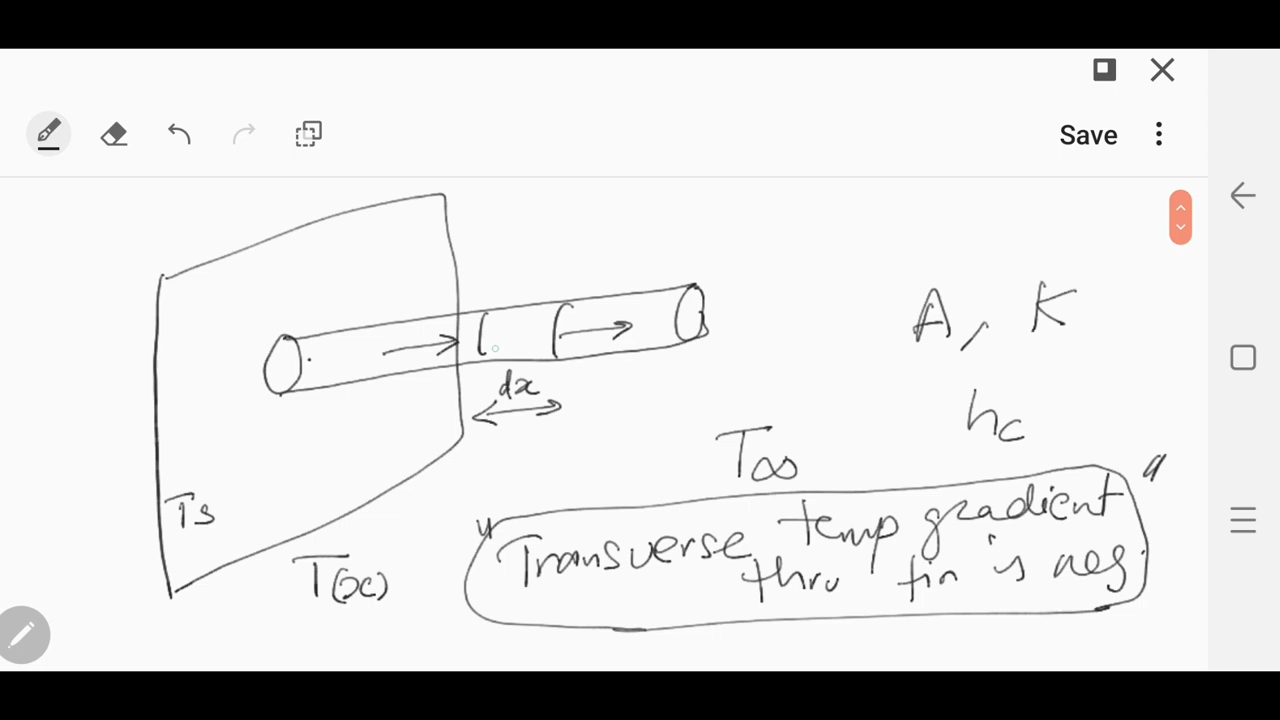 Save
A, K
dx
hc
T∞
Ts
T(x)
"Transverse temp gradient
thru fin is neg."